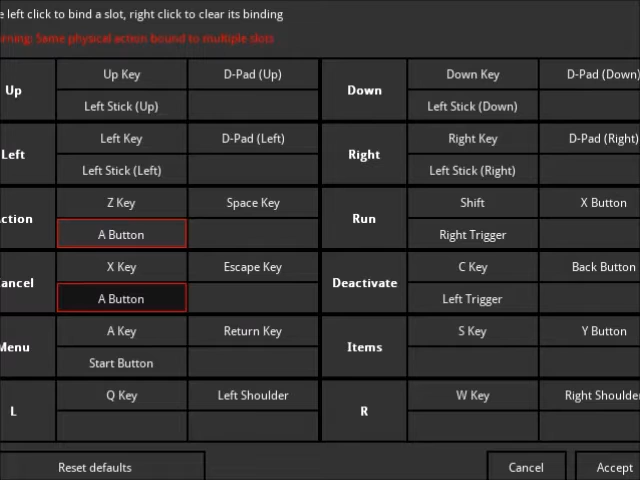 e left click to bind a slot, right click to clear its binding
rning: Same physical action bound to multiple slots
Up
Up Key
D-Pad (Up)
Left Stick (Up)
Down
Down Key
D-Pad (Down)
Left Stick (Down)
Left
Left Key
D-Pad (Left)
Left Stick (Left)
Right
Right Key
D-Pad (Right)
Left Stick (Right)
ction
Z Key
Space Key
A Button
Run
Shift
X Button
Right Trigger
ancel
X Key
Escape Key
A Button
Deactivate
C Key
Back Button
Left Trigger
Menu
A Key
Return Key
Start Button
Items
S Key
Y Button
L
Q Key
Left Shoulder
R
W Key
Right Shoulde
Reset defaults
Cancel
Accept